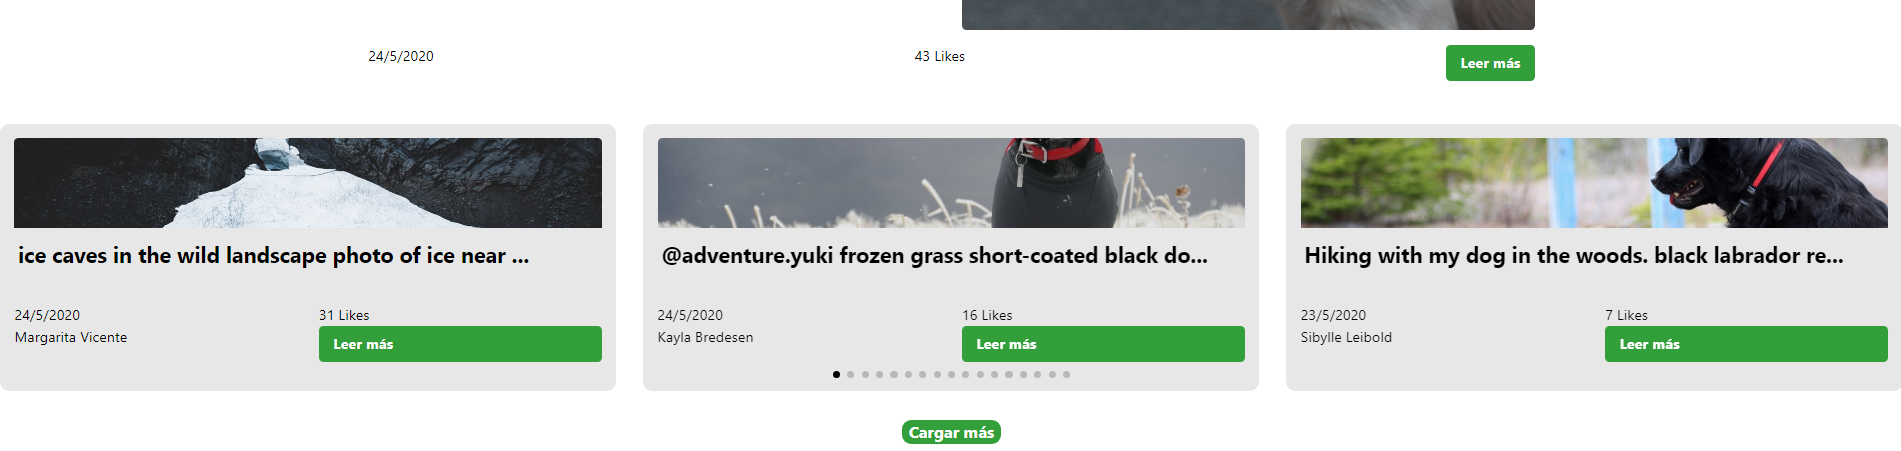 24/5/2020 43 Likes Leer más
ice caves in the wild landscape photo of ice near ...
24/5/2020 31 Likes
Margarita Vicente Leer más
@adventure.yuki frozen grass short-coated black do...
24/5/2020 16 Likes
Kayla Bredesen Leer más
Hiking with my dog in the woods. black labrador re...
23/5/2020 7 Likes
Sibylle Leibold Leer más
Cargar más